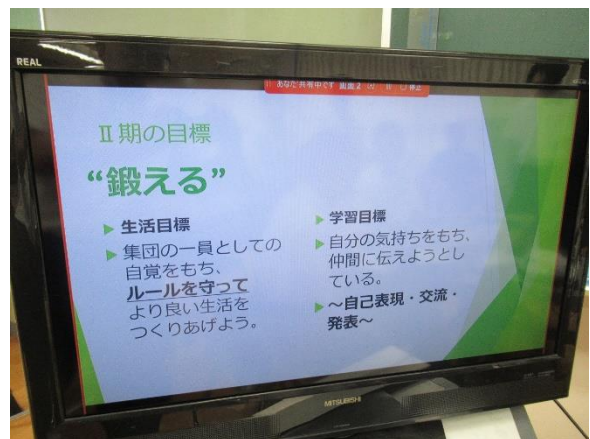 REAL
Ⅱ期の目標
“鍛える”
生活目標
集団の一員としての
自覚をもち、
ルールを守って
より良い生活を
つくりあげよう。
学習目標
自分の気持ちをもち、
仲間に伝えようとし
ている。
～自己表現・交流・
発表～
MITSUBISHI